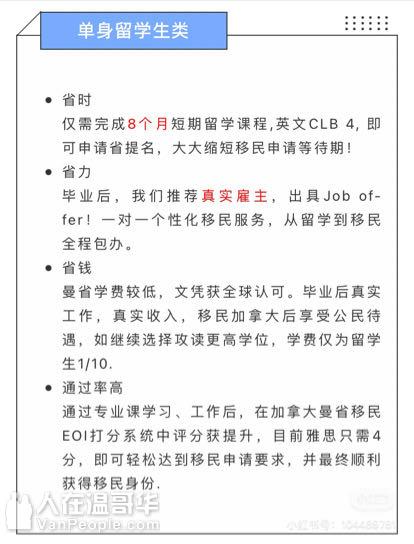 单身留学生类
省时
仅需完成8个月短期留学课程,英文CLB 4, 即
可申请省提名，大大缩短移民申请等待期！
省力
毕业后，我们推荐真实雇主，出具Job of-
fer！一对一个性化移民服务，从留学到移民
全程包办。
省钱
曼省学费较低，文凭获全球认可。毕业后真实
工作，真实收入，移民加拿大后享受公民待
遇，如继续选择攻读更高学位，学费仅为留学
生1/10.
通过率高
通过专业课学习、工作后，在加拿大曼省移民
EOI打分系统中评分获提升，目前雅思只需4
分，即可轻松达到移民申请要求，并最终顺利
获得移民身份.
人在温哥华
VanPeople.com